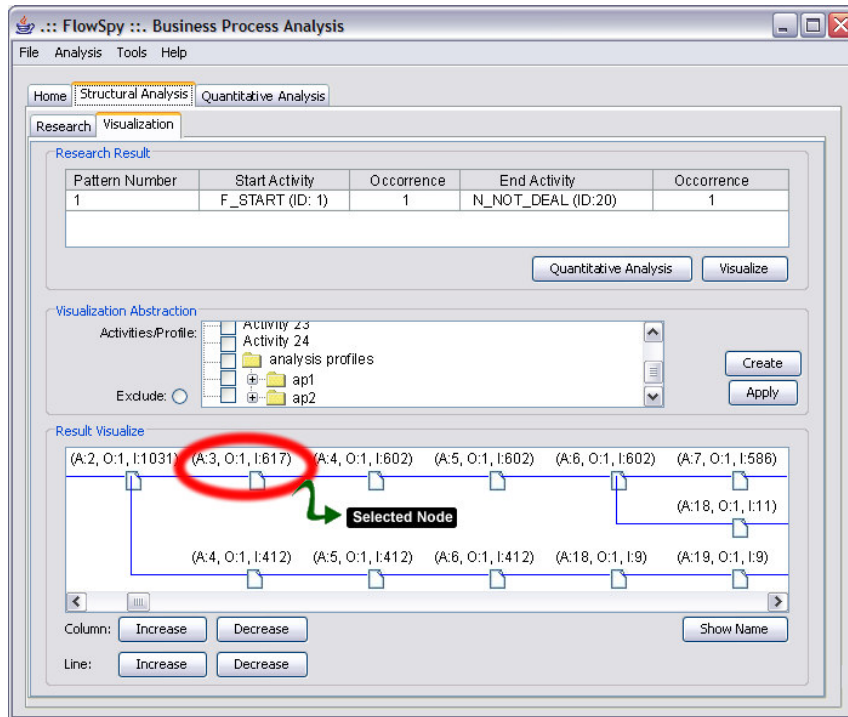 .:: FlowSpy ::. Business Process Analysis
File Analysis Tools Help
Home Structural Analysis Quantitative Analysis
Research Visualization
Research Result
Pattern Number Start Activity Occorrence End Activity Occorrence
1 F_START (ID: 1) 1 N_NOT_DEAL (ID:20) 1
Quantitative Analysis Visualize
Visualization Abstraction
Activities/Profile:
Activity 23
Activity 24
analysis profiles
ap1
ap2
Exclude:
Create
Apply
Result Visualize
(A:2, O:1, I:1031) (A:3, O:1, I:617) (A:4, O:1, I:602) (A:5, O:1, I:602) (A:6, O:1, I:602) (A:7, O:1, I:586)
(A:18, O:1, I:11)
Selected Node
(A:4, O:1, I:412) (A:5, O:1, I:412) (A:6, O:1, I:412) (A:18, O:1, I:9) (A:19, O:1, I:9)
Column: Increase Decrease Show Name
Line: Increase Decrease